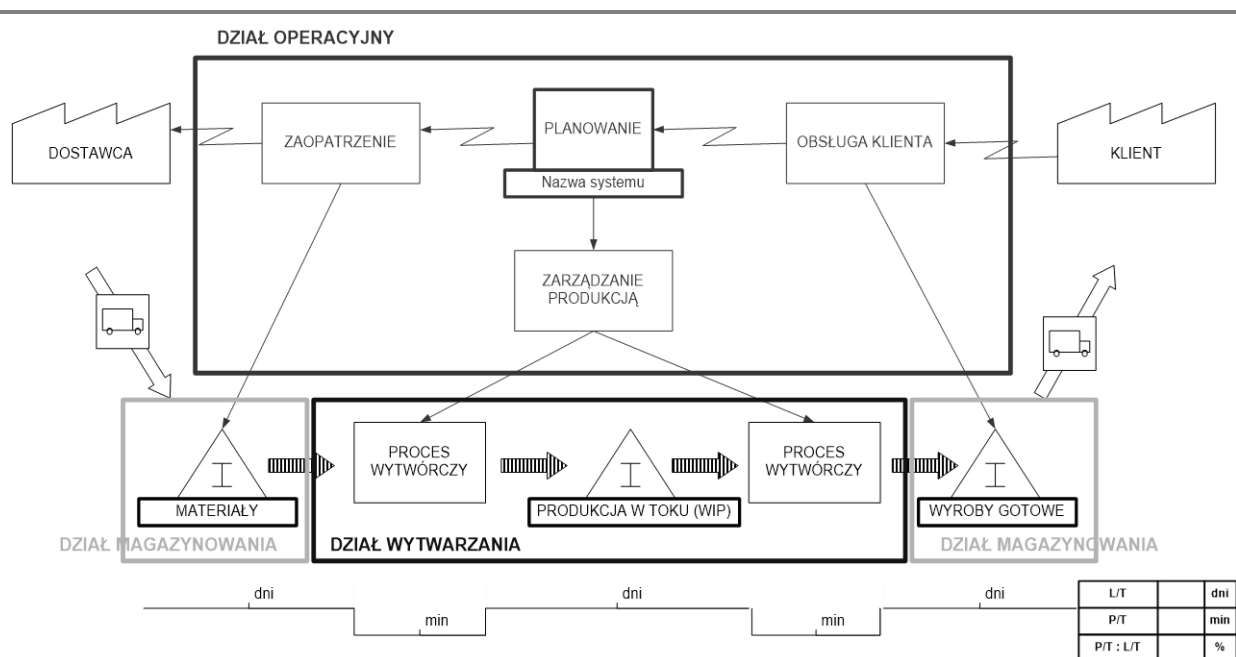 DZIAŁ OPERACYJNY
DOSTAWCA
ZAOPATRZENIE
PLANOWANIE
Nazwa systemu
OBSŁUGA KLIENTA
KLIENT
ZARZĄDZANIE
PRODUKCJĄ
I
MATERIAŁY
DZIAŁ MAGAZYNOWANIA
PROCES
WYTWÓRCZY
I
PRODUKCJA W TOKU (WIP)
PROCES
WYTWÓRCZY
DZIAŁ WYTWARZANIA
I
WYROBY GOTOWE
DZIAŁ MAGAZYNOWANIA
dni
min
dni
min
dni
L/T dni
P/T min
P/T : L/T %